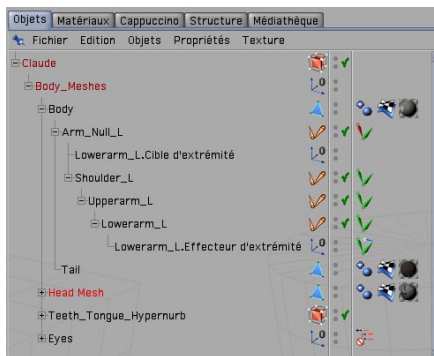 Objets Matériaux Cappuccino Structure Médiathèque
Fichier Edition Objets Propriétés Texture
Claude
Body_Meshes
Body
Arm_Null_L
Lowerarm_L.Cible d'extrémité
Shoulder_L
Upperarm_L
Lowerarm_L
Lowerarm_L.Effecteur d'extrémité
Tail
Head Mesh
Teeth_Tongue_Hypernurb
Eyes